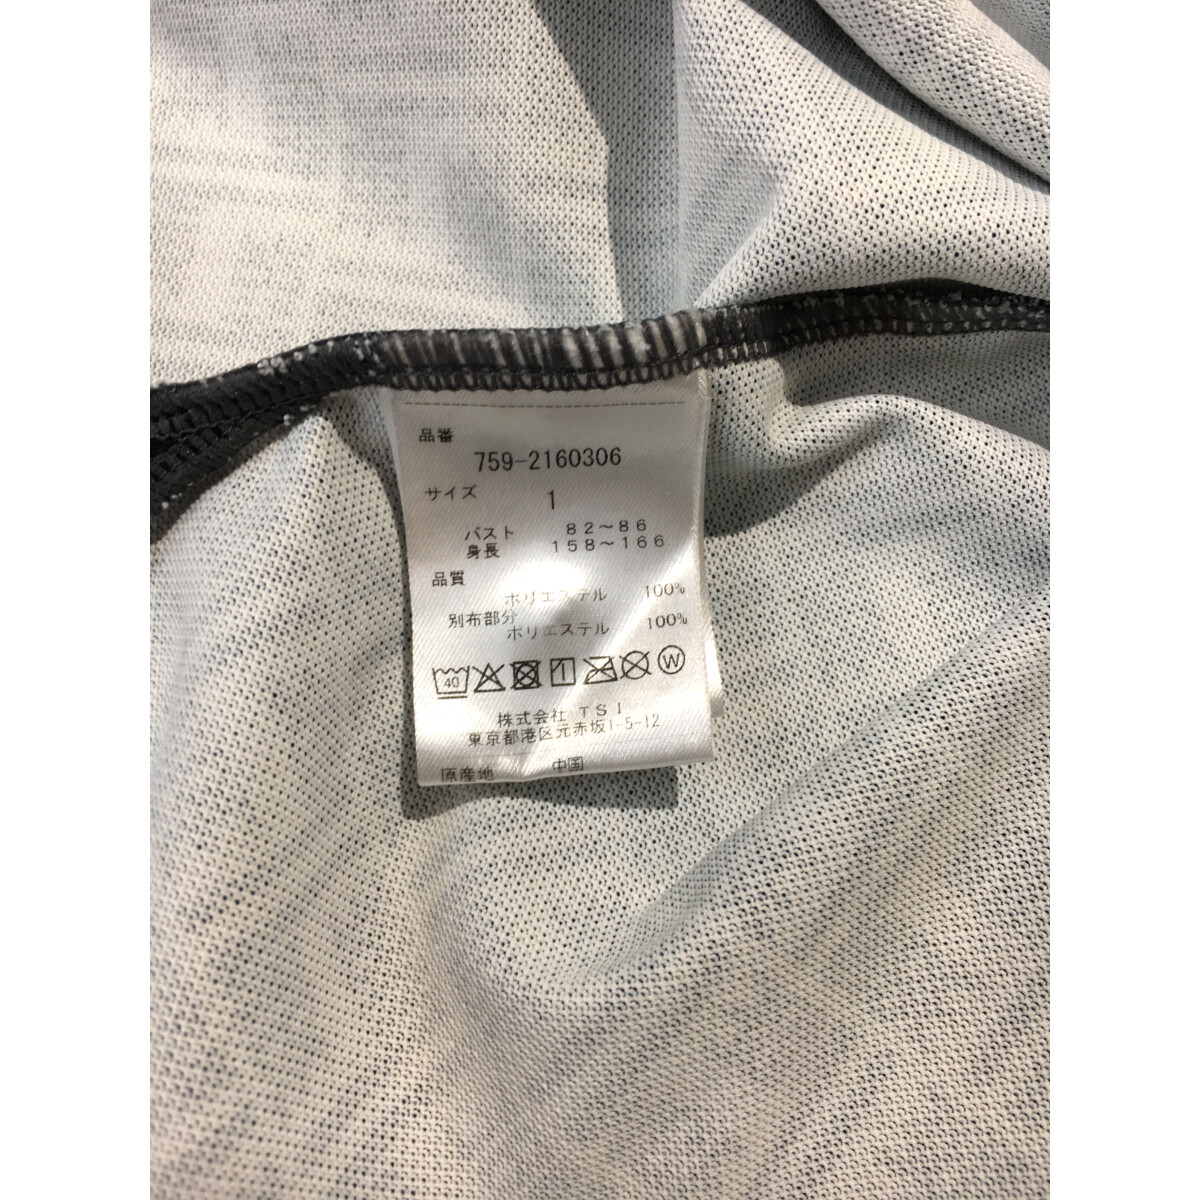 品番
759-2160306
サイズ 1
バスト 82～86
身長 158～166
品質
ポリエステル 100%
別布部分
ポリエステル 100%
40 W
株式会社 TSI
東京都港区元赤坂1-5-12
原産地 中国